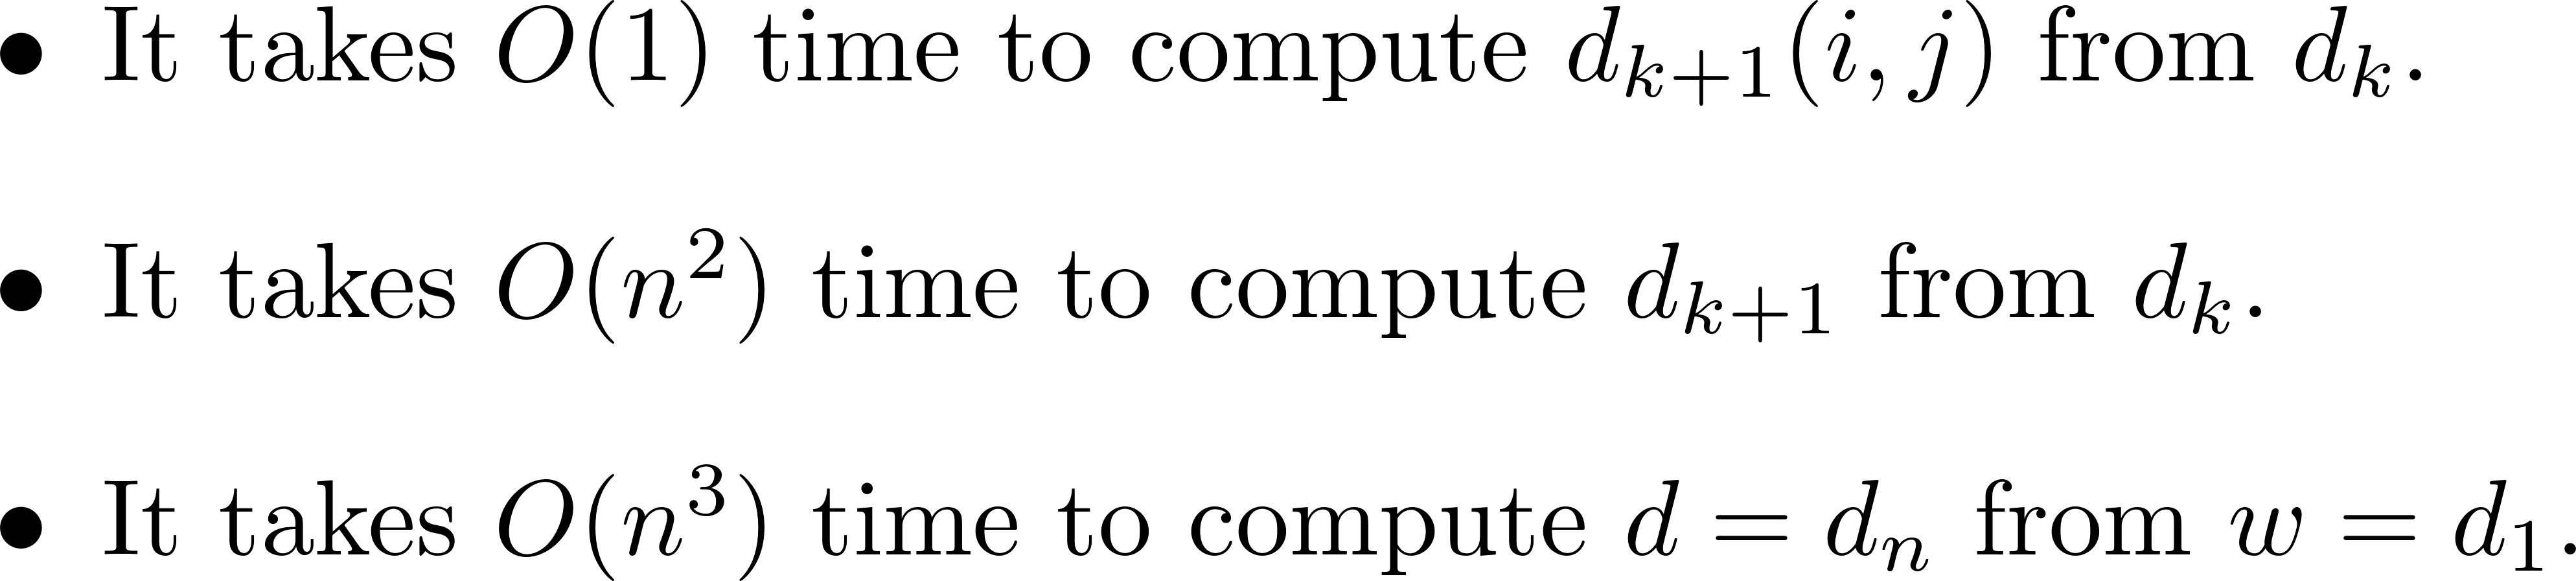 • It takes $O(1)$ time to compute $d_{k+1}(i, j)$ from $d_k$.
• It takes $O(n^2)$ time to compute $d_{k+1}$ from $d_k$.
• It takes $O(n^3)$ time to compute $d = d_n$ from $w = d_1$.